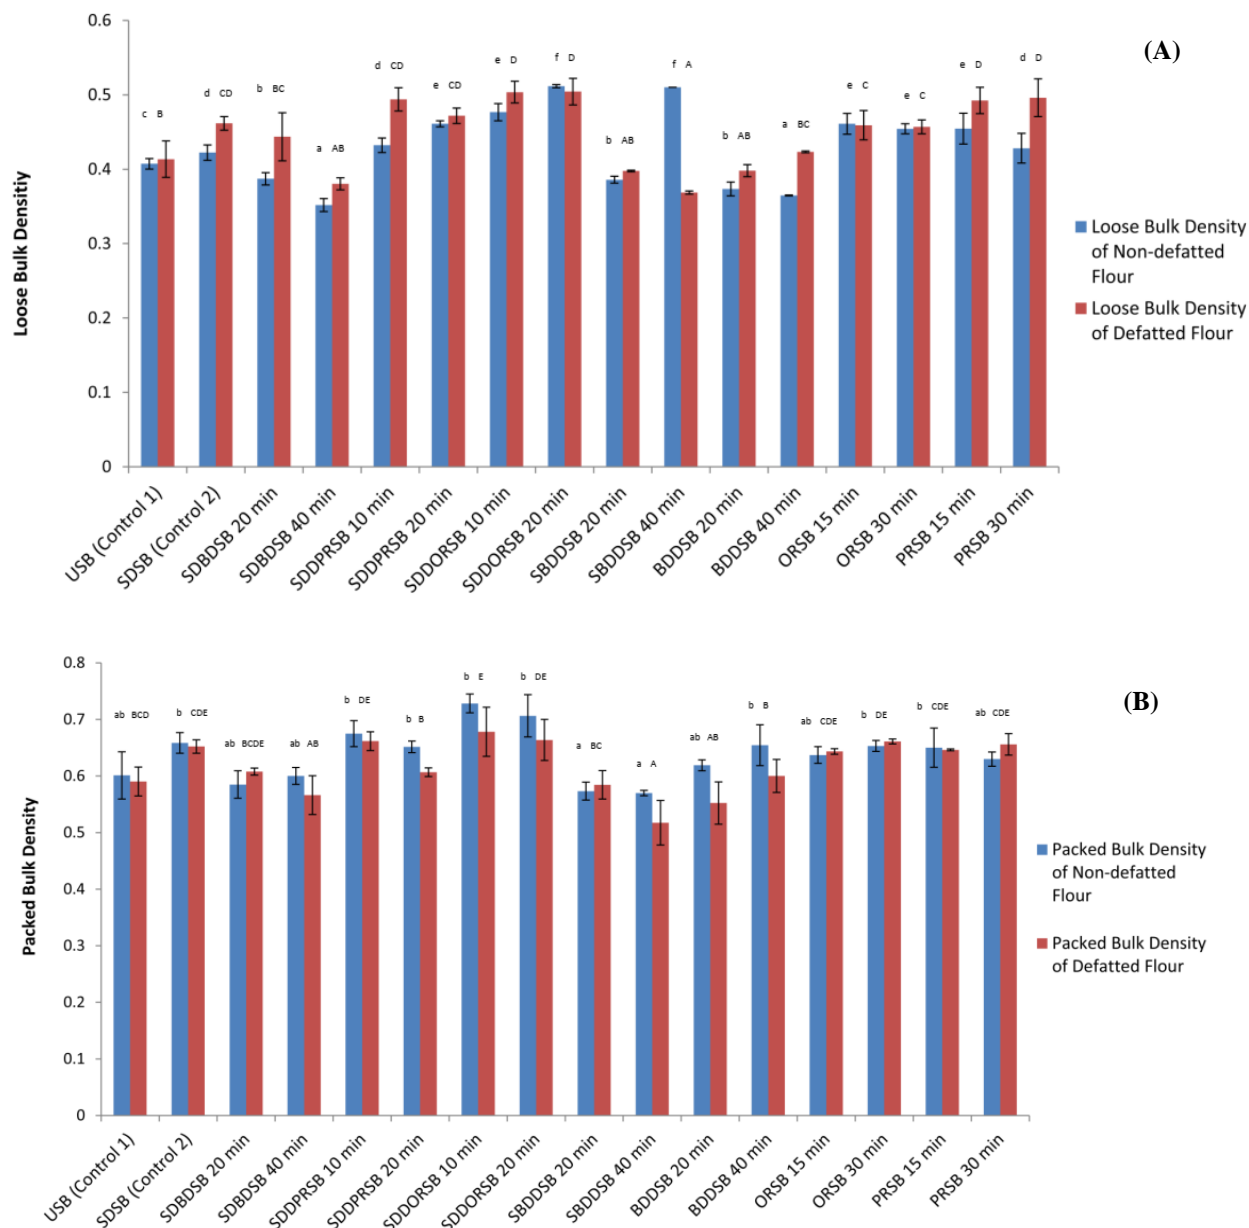 (A)
0.6
0.5
0.4
0.3
0.2
0.1
0
Loose Bulk Densitiy
c B
d CD
b BC
a AB
d CD
e CD
e D
f D
b AB
f A
b AB
a BC
e C
e C
e D
d D
USB (Control 1)
SDSB (Control 2)
SDBDSB 20 min
SDBDSB 40 min
SDDPRSB 10 min
SDDPRSB 20 min
SDDORSB 10 min
SDDORSB 20 min
SBDDSB 20 min
SBDDSB 40 min
BDDSB 20 min
BDDSB 40 min
ORSB 15 min
ORSB 30 min
PRSB 15 min
PRSB 30 min
Loose Bulk Density
of Non-defatted
Flour
Loose Bulk Density
of Defatted Flour
(B)
0.8
0.7
0.6
0.5
0.4
0.3
0.2
0.1
0
Packed Bulk Density
ab BCD
b CDE
ab BCDE
ab AB
b DE
b B
b E
b DE
a BC
a A
ab AB
b B
ab CDE
b DE
b CDE
ab CDE
USB (Control 1)
SDSB (Control 2)
SDBDSB 20 min
SDBDSB 40 min
SDDPRSB 10 min
SDDPRSB 20 min
SDDORSB 10 min
SDDORSB 20 min
SBDDSB 20 min
SBDDSB 40 min
BDDSB 20 min
BDDSB 40 min
ORSB 15 min
ORSB 30 min
PRSB 15 min
PRSB 30 min
Packed Bulk Density
of Non-defatted
Flour
Packed Bulk Density
of Defatted Flour